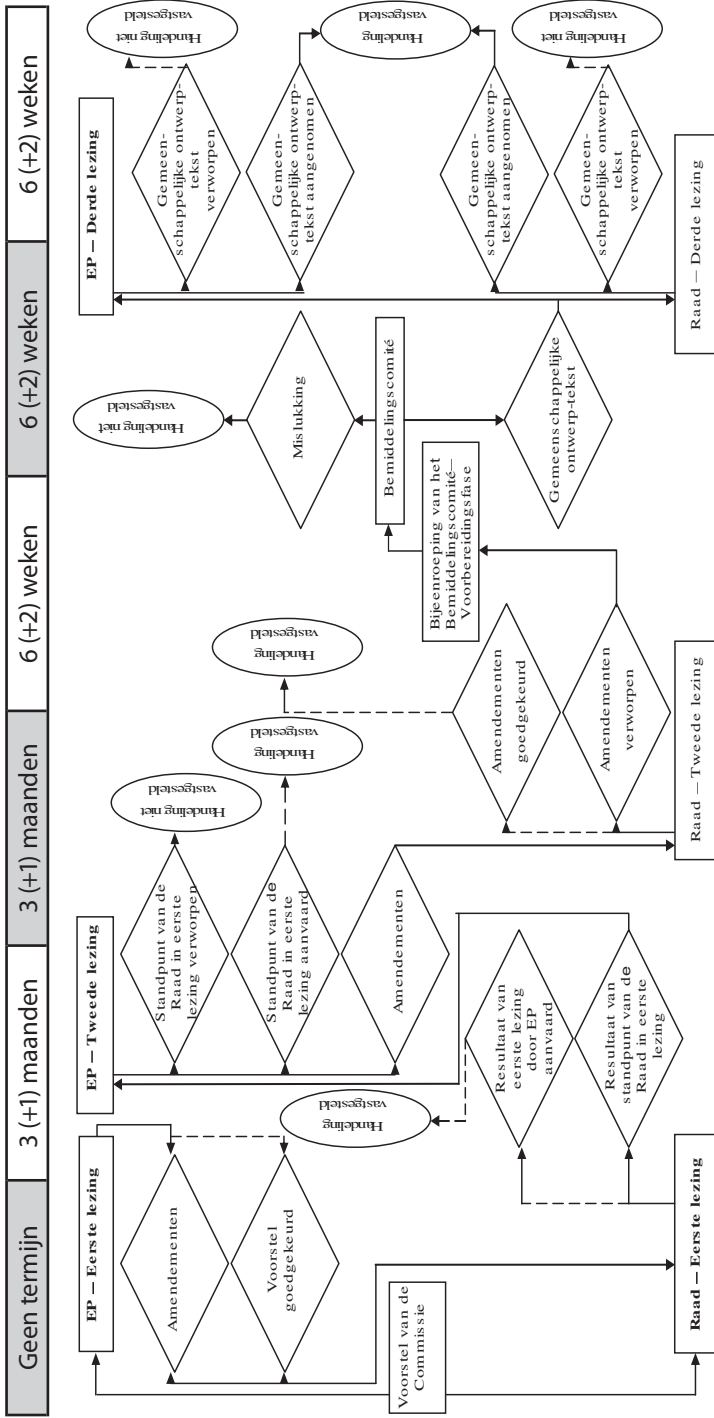 Geen termijn
3 (+1) maanden
3 (+1) maanden
6 (+2) weken
6 (+2) weken
6 (+2) weken
EP – Eerste lezing
Amendementen
Voorstel
goedgekeurd
Voorstel van de
Commissie
Raad – Eerste lezing
Handeling
vastgesteld
Resultaat van
eerste lezing
door EP
aanvaard
Resultaat van
standpunt van de
Raad in eerste
lezing
EP – Tweede lezing
Standpunt van de
Raad in eerste
lezing verworpen
Handeling niet
vastgesteld
Standpunt van de
Raad in eerste
lezing aanvaard
Handeling
vastgesteld
Amendementen
Handeling
vastgesteld
Amendementen
goedgekeurd
Amendementen
verworpen
Raad – Tweede lezing
Bijeenroeping van het
Bemiddelingscomité–
Voorbereidingsfase
Handeling niet
vastgesteld
Mislukking
Bemiddelingscomité
Gemeenschappelijke
ontwerp-tekst
EP – Derde lezing
Gemeen-
schappelijke ontwerp-
tekst
verworpen
Handeling niet
vastgesteld
Gemeen-
schappelijke ontwerp-
tekst aangenomen
Handeling
vastgesteld
Gemeen-
schappelijke ontwerp-
tekst aangenomen
Gemeen-
schappelijke ontwerp-
tekst
verworpen
Handeling niet
vastgesteld
Raad – Derde lezing